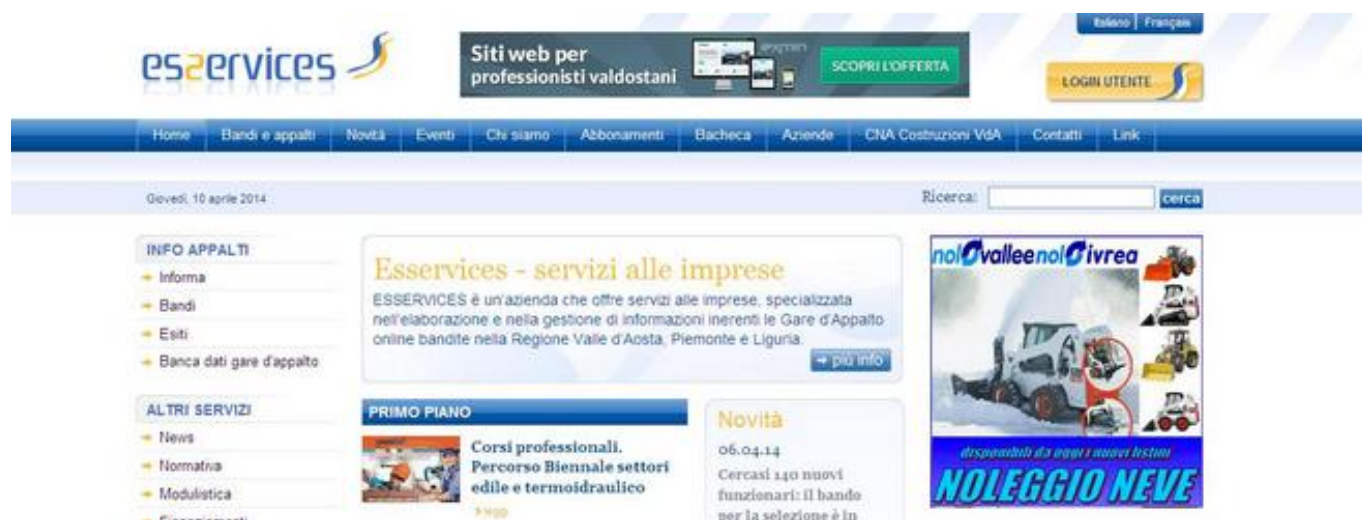 Italiano | Français
esservices
Siti web per
professionisti valdostani
SCOPRI L'OFFERTA
LOGIN UTENTE
Home
Bandi e appalti
Novità
Eventi
Chi siamo
Abbonamenti
Bacheca
Aziende
CNA Costruzioni VdA
Contatti
Link
Giovedì, 10 aprile 2014
Ricerca:
cerca
INFO APPALTI
Informa
Bandi
Esiti
Banca dati gare d'appalto
ALTRI SERVIZI
News
Normativa
Modulistica
Finanziamenti
Esservices - servizi alle imprese
ESSERVICES è un'azienda che offre servizi alle imprese, specializzata
nell'elaborazione e nella gestione di informazioni inerenti le Gare d'Appalto
online bandite nella Regione Valle d'Aosta, Piemonte e Liguria.
più info
PRIMO PIANO
Corsi professionali.
Percorso Biennale settori
edile e termoidraulico
Novità
06.04.14
Cercasi 140 nuovi
funzionari: il bando
per la selezione è in
nolOvallee nolOivrea
disponibili da oggi i nuovi listini
NOLEGGIO NEVE